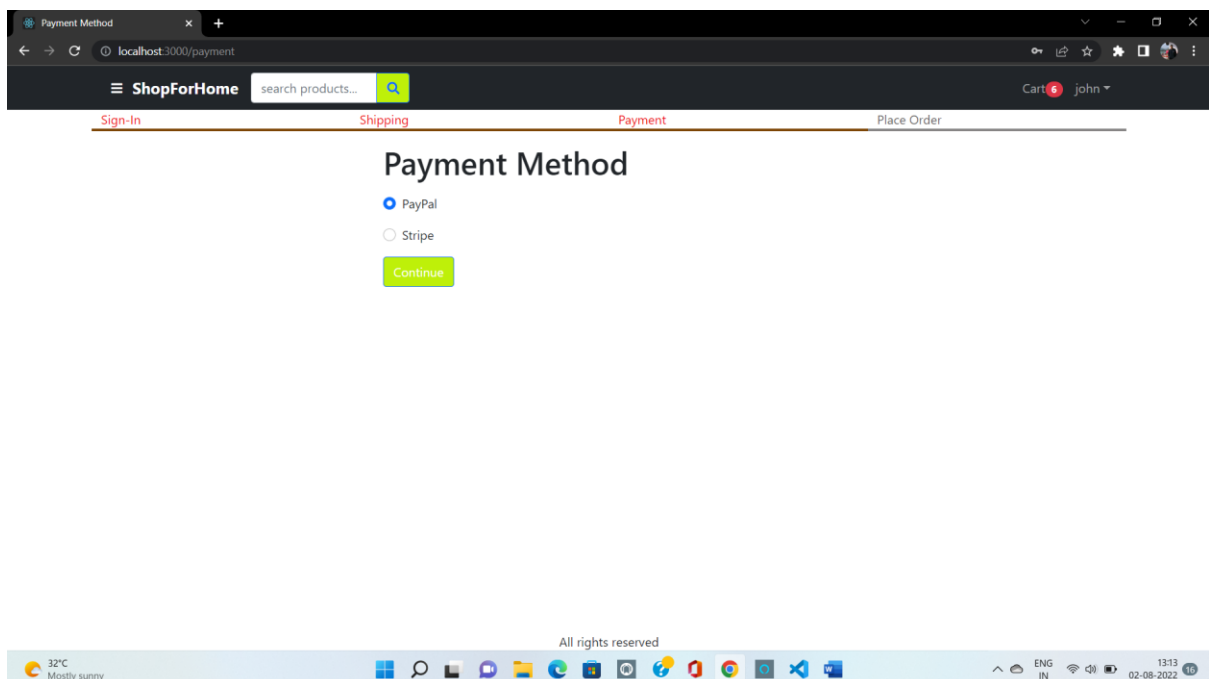 Payment Method
localhost:3000/payment
ShopForHome search products... Cart 6 john
Sign-In Shipping Payment Place Order
Payment Method
PayPal
Stripe
Continue
All rights reserved
32°C
Mostly sunny
ENG
IN
13:13
02-08-2022
16